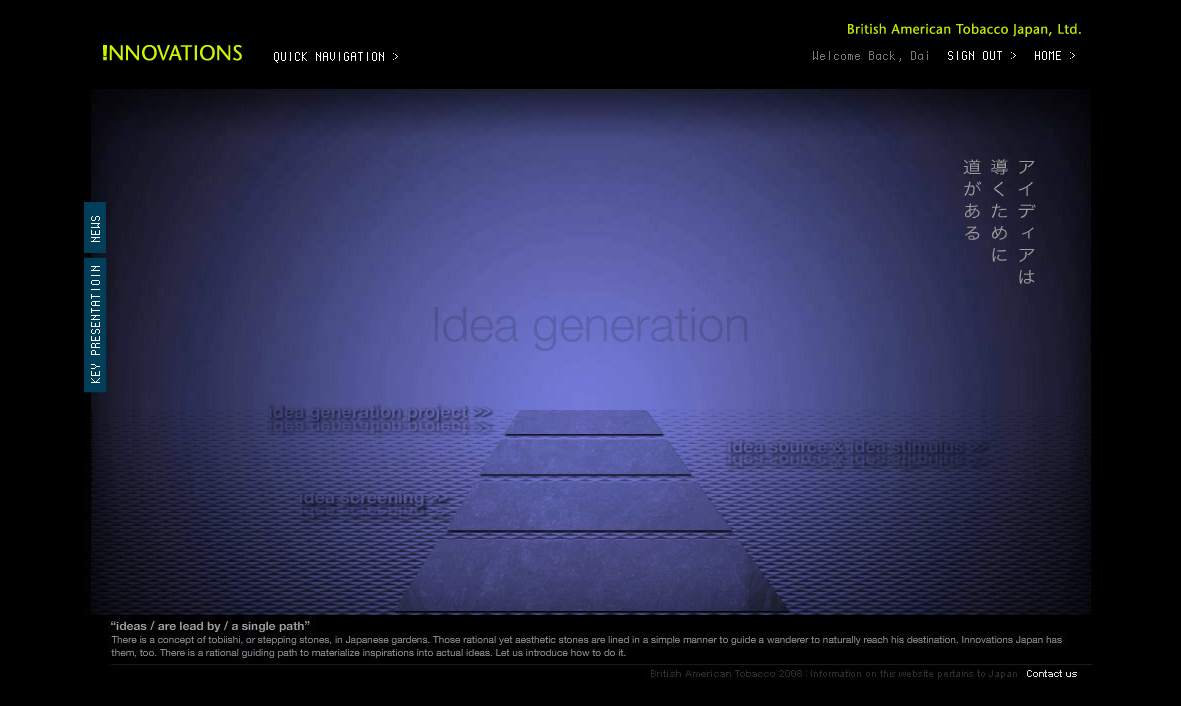 British American Tobacco Japan, Ltd.
!NNOVATIONS
QUICK NAVIGATION >
Welcome Back, Dai
SIGN OUT >
HOME >
アイディアは
導くために
道がある
NEWS
KEY PRESENTATIOIN
Idea generation
idea generation project >>
idea source & idea stimulus >>
idea screening >>
“ideas / are lead by / a single path”
There is a concept of tobiishi, or stepping stones, in Japanese gardens. Those rational yet aesthetic stones are lined in a simple manner to guide a wanderer to naturally reach his destination. Innovations Japan has
them, too. There is a rational guiding path to materialize inspirations into actual ideas. Let us introduce how to do it.
British American Tobacco 2008 : Information on this website pertains to Japan
Contact us